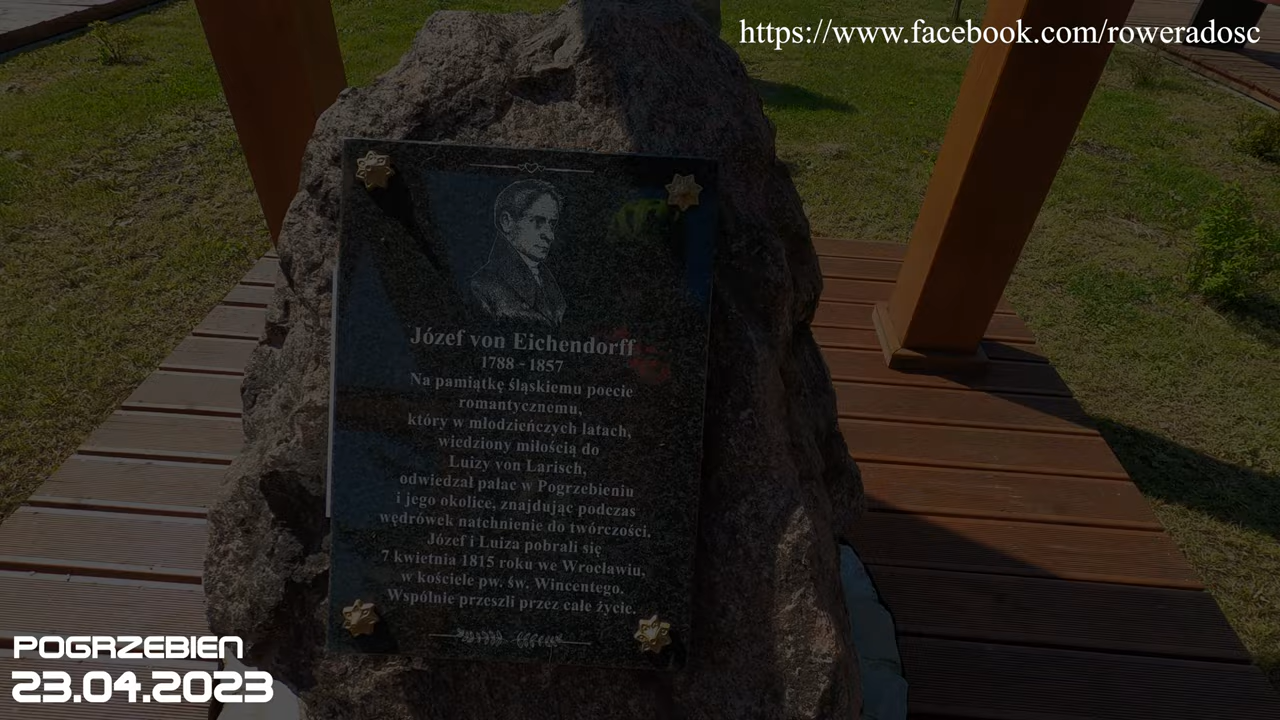 https://www.facebook.com/roweradosc
Józef von Eichendorff
1788 - 1857
Na pamiątkę śląskiemu poecie
romantycznemu,
który w młodzieńczych latach,
wiedziony miłością do
Luizy von Larisch,
odwiedzał pałac w Pogrzebieniu
i jego okolice, znajdując podczas
wędrówek natchnienie do twórczości.
Józef i Luiza pobrali się
7 kwietnia 1815 roku we Wrocławiu,
w kościele pw. św. Wincentego.
Wspólnie przeszli przez całe życie.
POGRZEBIEN
23.04.2023